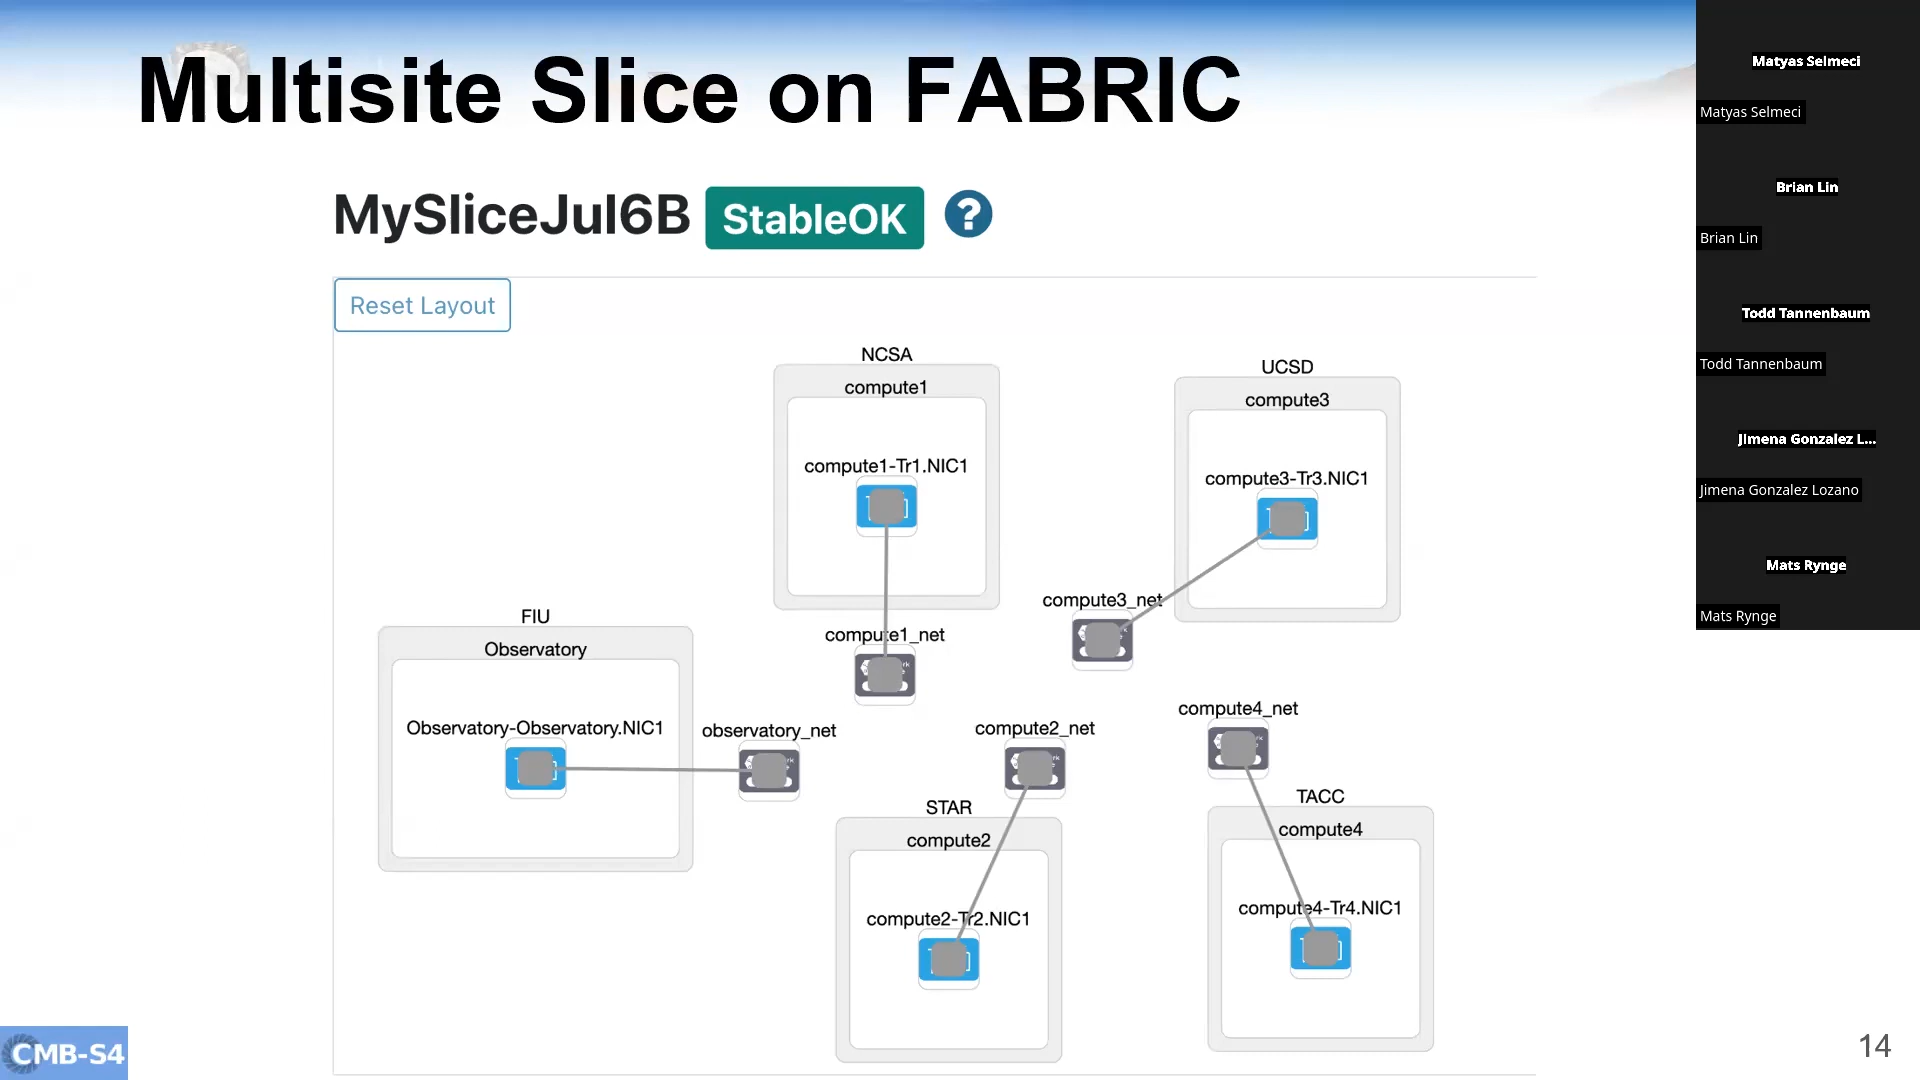 Multisite Slice on FABRIC
MySliceJul6B StableOK ?
Reset Layout
NCSA
compute1
compute1-Tr1.NIC1
compute1_net
UCSD
compute3
compute3-Tr3.NIC1
compute3_net
FIU
Observatory
Observatory-Observatory.NIC1
observatory_net
compute2_net
STAR
compute2
compute2-Tr2.NIC1
compute4_net
TACC
compute4
compute4-Tr4.NIC1
CMB-S4
14
Matyas Selmeci
Matyas Selmeci
Brian Lin
Brian Lin
Todd Tannenbaum
Todd Tannenbaum
Jimena Gonzalez L...
Jimena Gonzalez Lozano
Mats Rynge
Mats Rynge